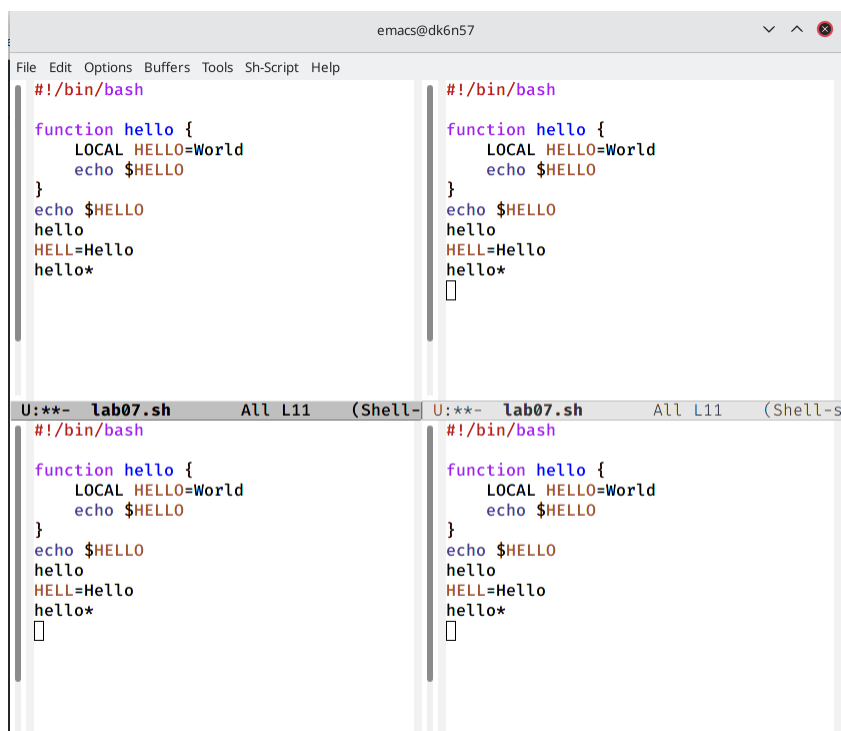 emacs@dk6n57
File Edit Options Buffers Tools Sh-Script Help
#!/bin/bash
function hello {
LOCAL HELLO=World
echo $HELLO
}
echo $HELLO
hello
HELL=Hello
hello*
U:**- lab07.sh All L11 (Shell-
#!/bin/bash
function hello {
LOCAL HELLO=World
echo $HELLO
}
echo $HELLO
hello
HELL=Hello
hello*
U:**- lab07.sh All L11 (Shell-s
#!/bin/bash
function hello {
LOCAL HELLO=World
echo $HELLO
}
echo $HELLO
hello
HELL=Hello
hello*
#!/bin/bash
function hello {
LOCAL HELLO=World
echo $HELLO
}
echo $HELLO
hello
HELL=Hello
hello*